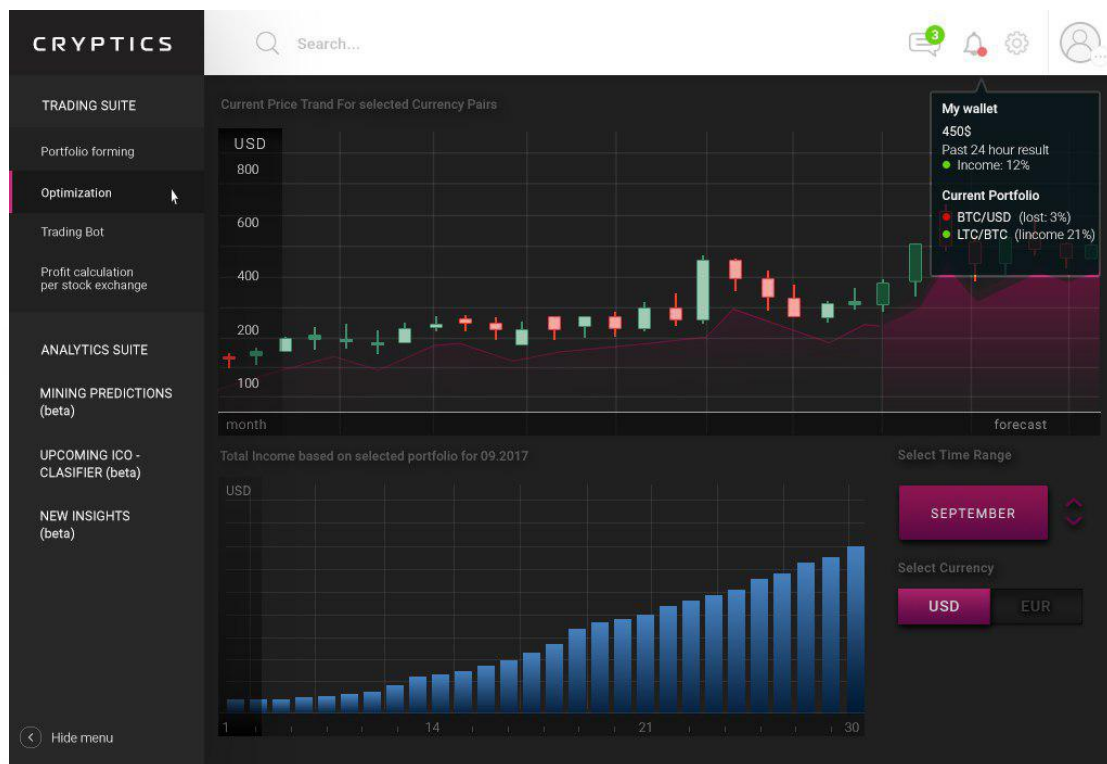 CRYPTICS
Search...
3
TRADING SUITE
Portfolio forming
Optimization
Trading Bot
Profit calculation
per stock exchange
ANALYTICS SUITE
MINING PREDICTIONS
(beta)
UPCOMING ICO -
CLASIFIER (beta)
NEW INSIGHTS
(beta)
Hide menu
Current Price Trand For selected Currency Pairs
USD
800
600
400
200
100
month
forecast
My wallet
450$
Past 24 hour result
Income: 12%
Current Portfolio
BTC/USD (lost: 3%)
LTC/BTC (lincome 21%)
Total Income based on selected portfolio for 09.2017
USD
1
14
21
30
Select Time Range
SEPTEMBER
Select Currency
USD
EUR